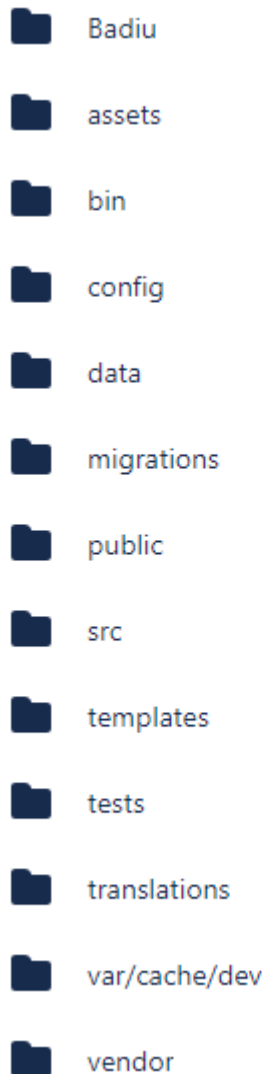 Badiu
assets
bin
config
data
migrations
public
src
templates
tests
translations
var/cache/dev
vendor